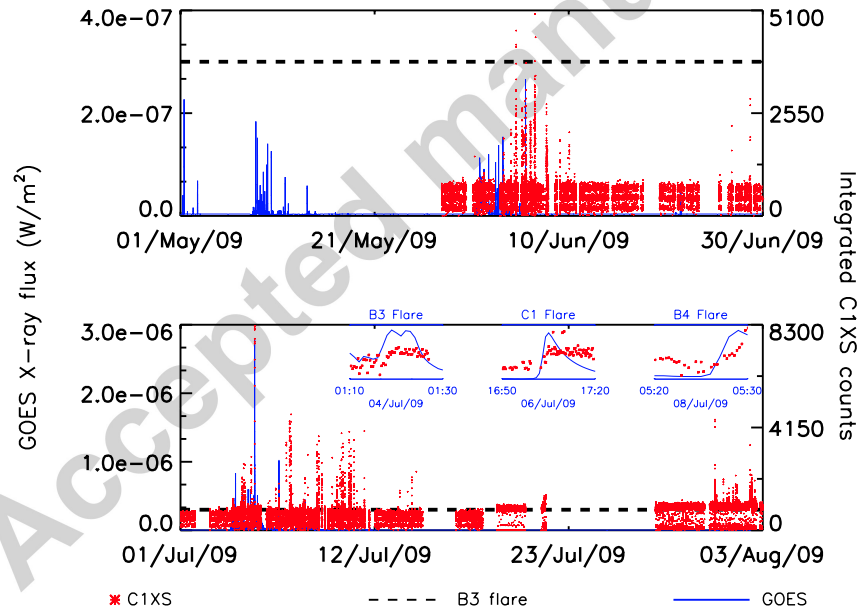 4.0e-07
5100
2.0e-07
2550
0.0
0
01/May/09
21/May/09
10/Jun/09
30/Jun/09
GOES X-ray flux (W/m²)
Integrated C1XS counts
B3 Flare
C1 Flare
B4 Flare
3.0e-06
8300
01:10
01:30
16:50
17:20
05:20
05:30
04/Jul/09
06/Jul/09
08/Jul/09
2.0e-06
4150
1.0e-06
0.0
0
01/Jul/09
12/Jul/09
23/Jul/09
03/Aug/09
C1XS
B3 flare
GOES
Accepted manu